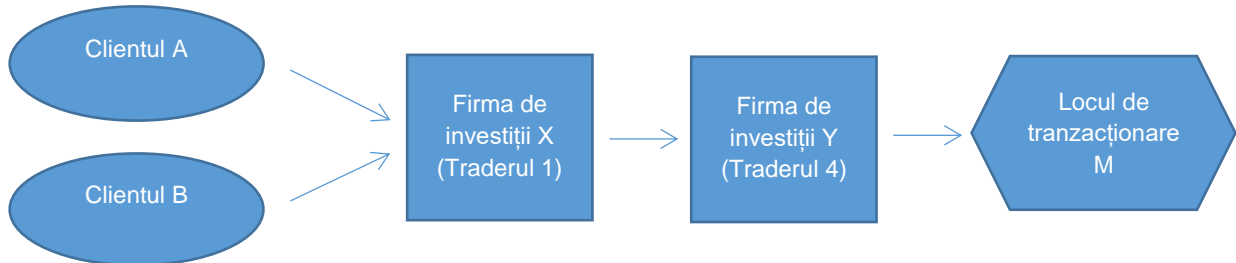 Clientul A
Clientul B
Firma de
investiții X
(Traderul 1)
Firma de
investiții Y
(Traderul 4)
Locul de
tranzacționare
M